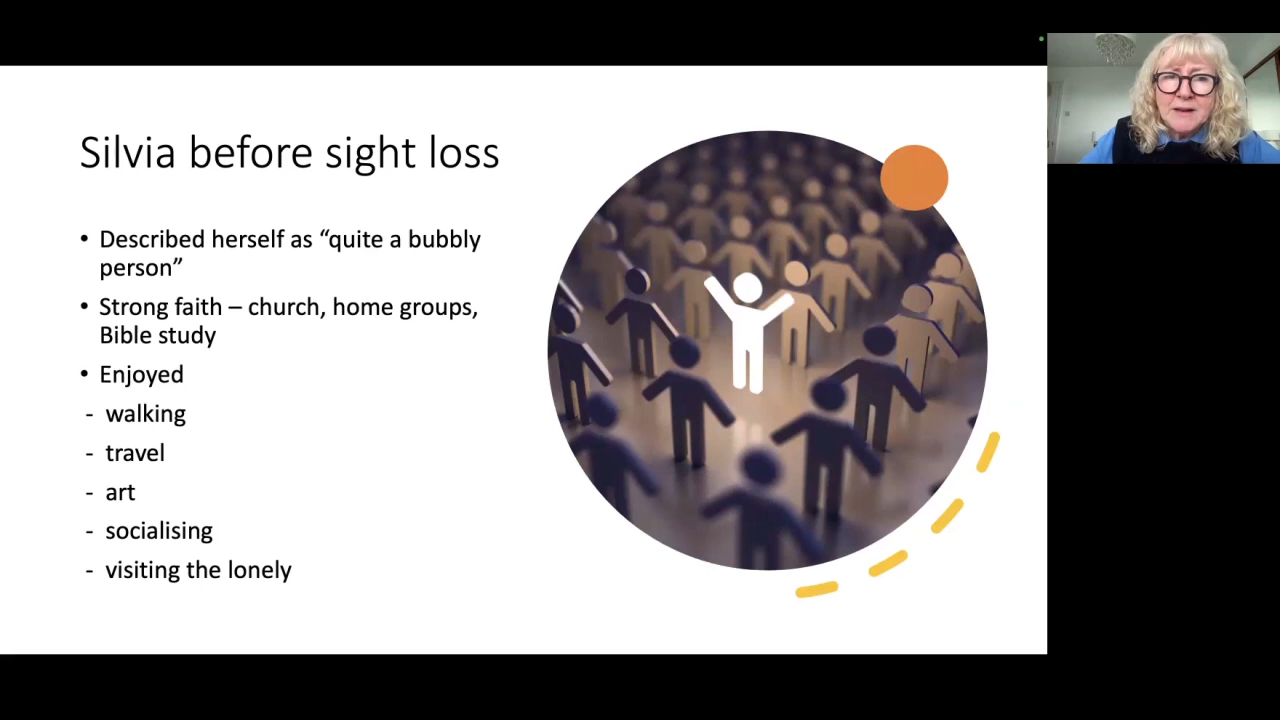 Silvia before sight loss
• Described herself as “quite a bubbly
person”
• Strong faith – church, home groups,
Bible study
• Enjoyed
- walking
- travel
- art
- socialising
- visiting the lonely